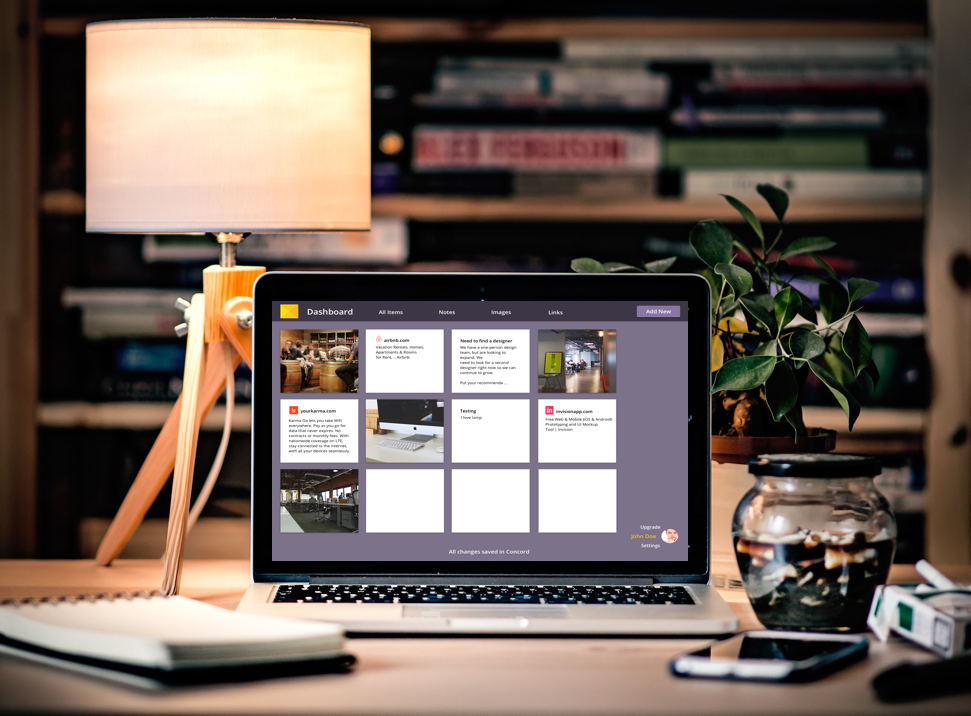 ALEX FERGUSON
Dashboard
All Items
Notes
Images
Links
Add New
airbnb.com
Vacation Rentals, Homes,
Apartments & Rooms
for Rent, - Airbnb
Need to find a designer
We have a one-person design
team, but are looking to
expand. We
need to look for a second
designer right now so we can
continue to grow.
Put your recommenda ...
yourkarma.com
Karma Go lets you take WiFi
everywhere. Pay as you go for
data that never expires. No
contracts or monthly fees. With
nationwide coverage on LTE,
stay connected to the internet,
with all your devices seamlessly.
Testing
I love lamp.
in
invisionapp.com
Free Web & Mobile (iOS & Android)
Prototyping and UI Mockup
Tool | Invision
Upgrade
John Doe
Settings
All changes saved in Concord